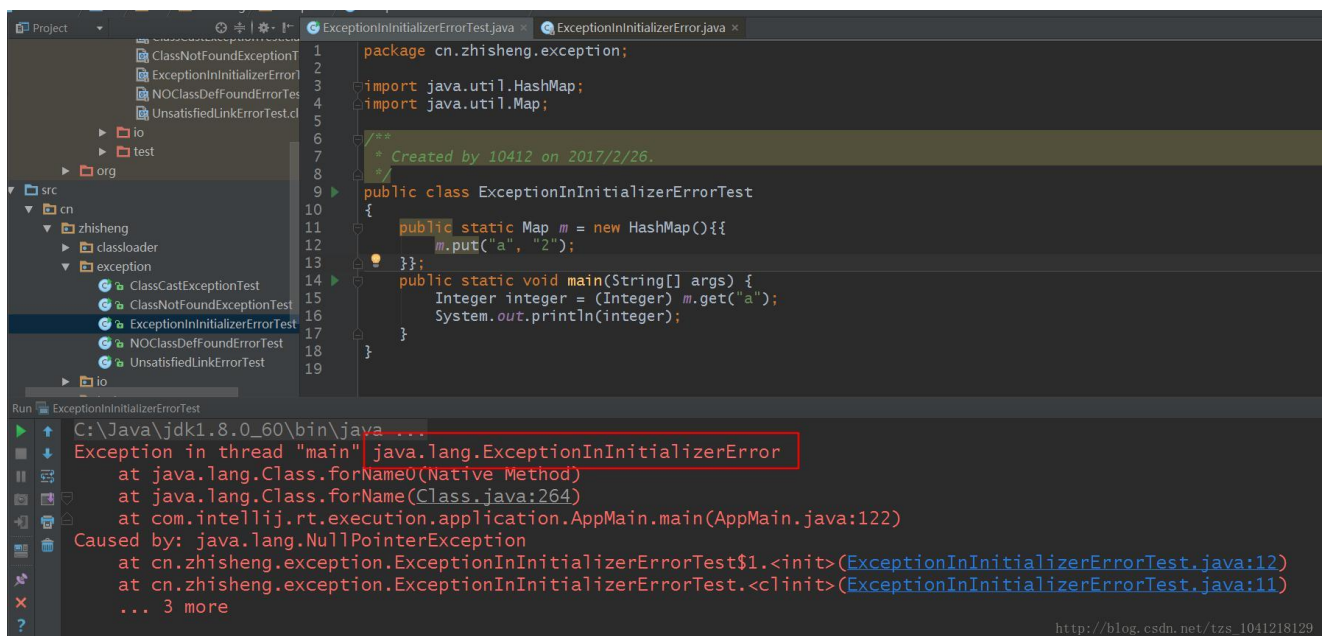 Project
ExceptionInInitializerErrorTest.java
ExceptionInInitializerError.java
ClassNotFoundExceptionT
ExceptionInInitializerErrorT
NOClassDefFoundErrorTes
UnsatisfiedLinkErrorTest.cl
io
test
org
src
cn
zhisheng
classloader
exception
ClassCastExceptionTest
ClassNotFoundExceptionTest
ExceptionInInitializerErrorTest
NOClassDefFoundErrorTest
UnsatisfiedLinkErrorTest
io
1 package cn.zhisheng.exception;
2
3 import java.util.HashMap;
4 import java.util.Map;
5
6 /**
7 * Created by 10412 on 2017/2/26.
8 */
9 public class ExceptionInInitializerErrorTest
10 {
11 public static Map m = new HashMap(){{
12 m.put("a", "2");
13 }};
14 public static void main(String[] args) {
15 Integer integer = (Integer) m.get("a");
16 System.out.println(integer);
17 }
18 }
19
Run ExceptionInInitializerErrorTest
C:\Java\jdk1.8.0_60\bin\java ...
Exception in thread "main" java.lang.ExceptionInInitializerError
at java.lang.Class.forName0(Native Method)
at java.lang.Class.forName(Class.java:264)
at com.intellij.rt.execution.application.AppMain.main(AppMain.java:122)
Caused by: java.lang.NullPointerException
at cn.zhisheng.exception.ExceptionInInitializerErrorTest$1.<init>(ExceptionInInitializerErrorTest.java:12)
at cn.zhisheng.exception.ExceptionInInitializerErrorTest.<clinit>(ExceptionInInitializerErrorTest.java:11)
... 3 more
http://blog.csdn.net/tzs_1041218129